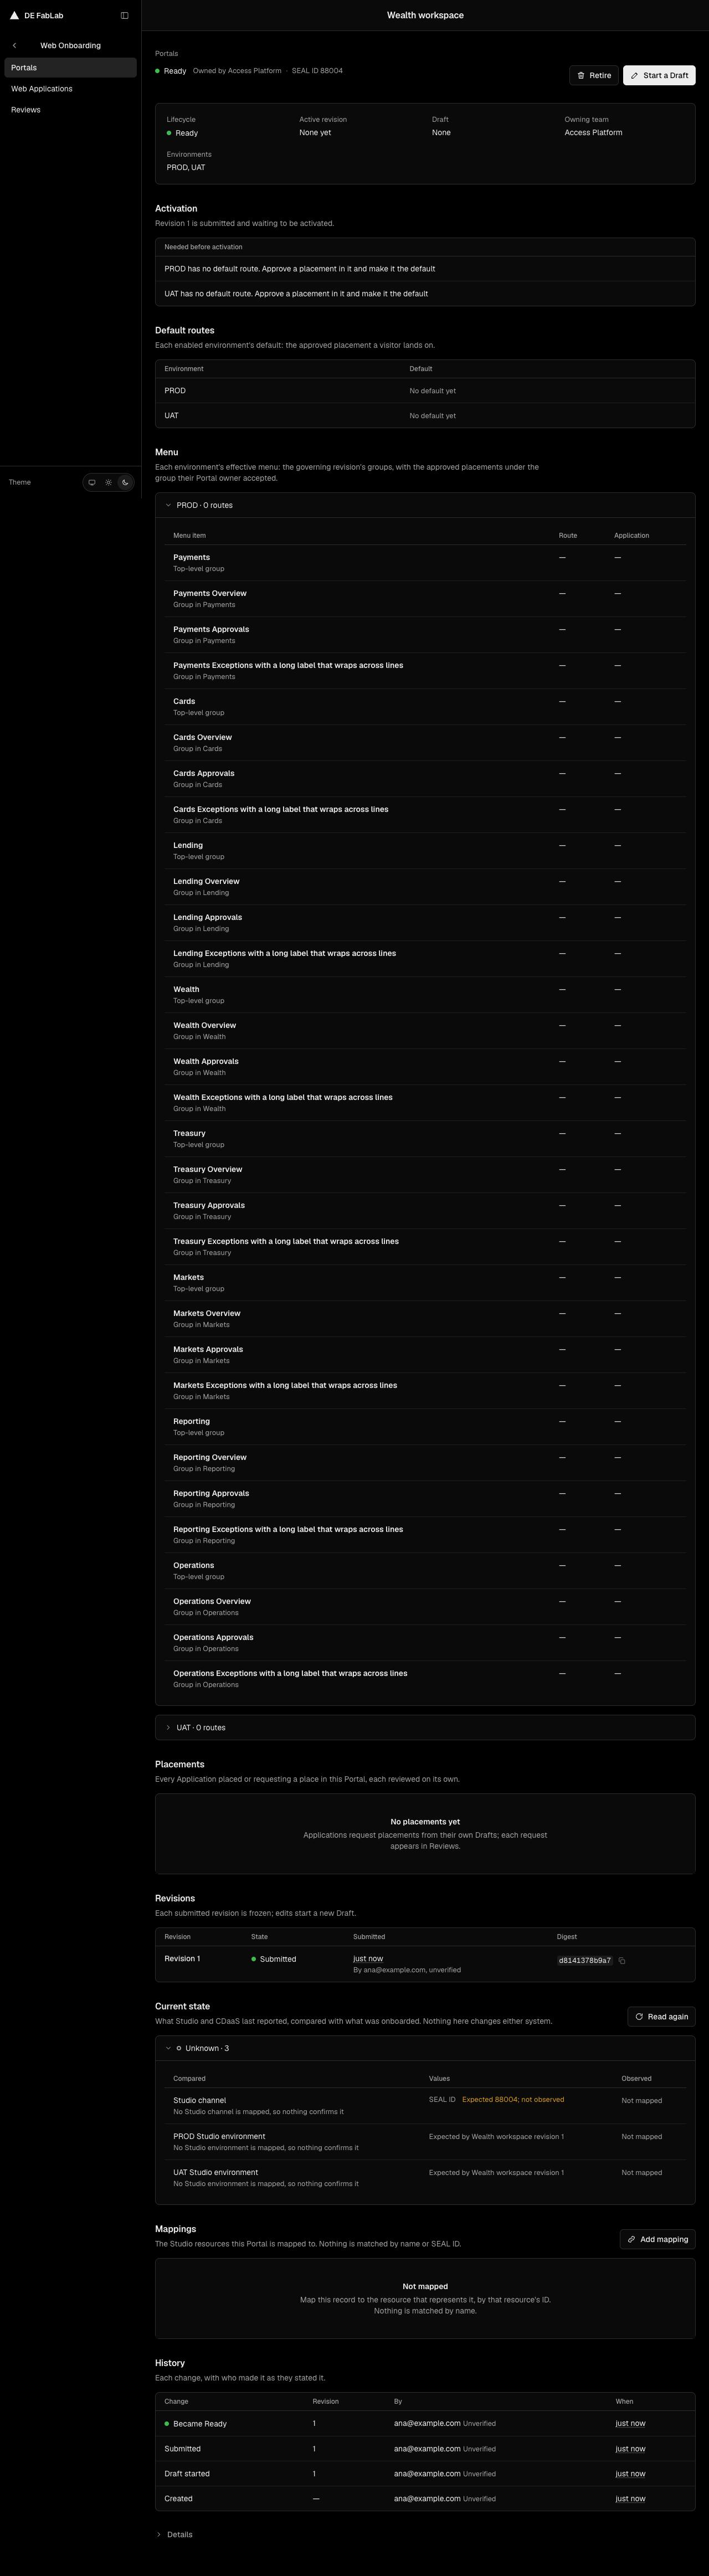 DE FabLab
Wealth workspace
Web Onboarding
Portals
Web Applications
Reviews
Theme
Portals
Ready Owned by Access Platform · SEAL ID 88004
Retire
Start a Draft
Lifecycle Active revision Draft Owning team
Ready None yet None Access Platform
Environments
PROD, UAT
Activation
Revision 1 is submitted and waiting to be activated.
Needed before activation
PROD has no default route. Approve a placement in it and make it the default
UAT has no default route. Approve a placement in it and make it the default
Default routes
Each enabled environment's default: the approved placement a visitor lands on.
Environment Default
PROD No default yet
UAT No default yet
Menu
Each environment's effective menu: the governing revision's groups, with the approved placements under the
group their Portal owner accepted.
PROD · 0 routes
Menu item Route Application
Payments — —
Top-level group
Payments Overview — —
Group in Payments
Payments Approvals — —
Group in Payments
Payments Exceptions with a long label that wraps across lines — —
Group in Payments
Cards — —
Top-level group
Cards Overview — —
Group in Cards
Cards Approvals — —
Group in Cards
Cards Exceptions with a long label that wraps across lines — —
Group in Cards
Lending — —
Top-level group
Lending Overview — —
Group in Lending
Lending Approvals — —
Group in Lending
Lending Exceptions with a long label that wraps across lines — —
Group in Lending
Wealth — —
Top-level group
Wealth Overview — —
Group in Wealth
Wealth Approvals — —
Group in Wealth
Wealth Exceptions with a long label that wraps across lines — —
Group in Wealth
Treasury — —
Top-level group
Treasury Overview — —
Group in Treasury
Treasury Approvals — —
Group in Treasury
Treasury Exceptions with a long label that wraps across lines — —
Group in Treasury
Markets — —
Top-level group
Markets Overview — —
Group in Markets
Markets Approvals — —
Group in Markets
Markets Exceptions with a long label that wraps across lines — —
Group in Markets
Reporting — —
Top-level group
Reporting Overview — —
Group in Reporting
Reporting Approvals — —
Group in Reporting
Reporting Exceptions with a long label that wraps across lines — —
Group in Reporting
Operations — —
Top-level group
Operations Overview — —
Group in Operations
Operations Approvals — —
Group in Operations
Operations Exceptions with a long label that wraps across lines — —
Group in Operations
UAT · 0 routes
Placements
Every Application placed or requesting a place in this Portal, each reviewed on its own.
No placements yet
Applications request placements from their own Drafts; each request
appears in Reviews.
Revisions
Each submitted revision is frozen; edits start a new Draft.
Revision State Submitted Digest
Revision 1 Submitted just now d8141378b9a7
By ana@example.com, unverified
Current state
What Studio and CDaaS last reported, compared with what was onboarded. Nothing here changes either system.
Read again
Unknown · 3
Compared Values Observed
Studio channel SEAL ID Expected 88004; not observed Not mapped
No Studio channel is mapped, so nothing confirms it
PROD Studio environment Expected by Wealth workspace revision 1 Not mapped
No Studio environment is mapped, so nothing confirms it
UAT Studio environment Expected by Wealth workspace revision 1 Not mapped
No Studio environment is mapped, so nothing confirms it
Mappings
The Studio resources this Portal is mapped to. Nothing is matched by name or SEAL ID.
Add mapping
Not mapped
Map this record to the resource that represents it, by that resource's ID.
Nothing is matched by name.
History
Each change, with who made it as they stated it.
Change Revision By When
Became Ready 1 ana@example.com Unverified just now
Submitted 1 ana@example.com Unverified just now
Draft started 1 ana@example.com Unverified just now
Created — ana@example.com Unverified just now
Details